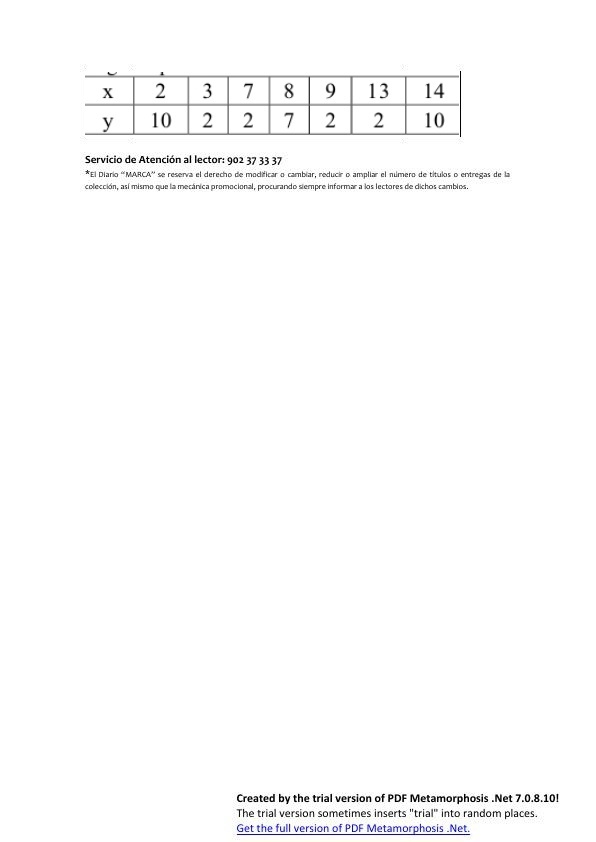 x 2 3 7 8 9 13 14
y 10 2 2 7 2 2 10
Servicio de Atención al lector: 902 37 33 37
*El Diario “MARCA” se reserva el derecho de modificar o cambiar, reducir o ampliar el número de títulos o entregas de la
colección, así mismo que la mecánica promocional, procurando siempre informar a los lectores de dichos cambios.
Created by the trial version of PDF Metamorphosis .Net 7.0.8.10!
The trial version sometimes inserts "trial" into random places.
Get the full version of PDF Metamorphosis .Net.